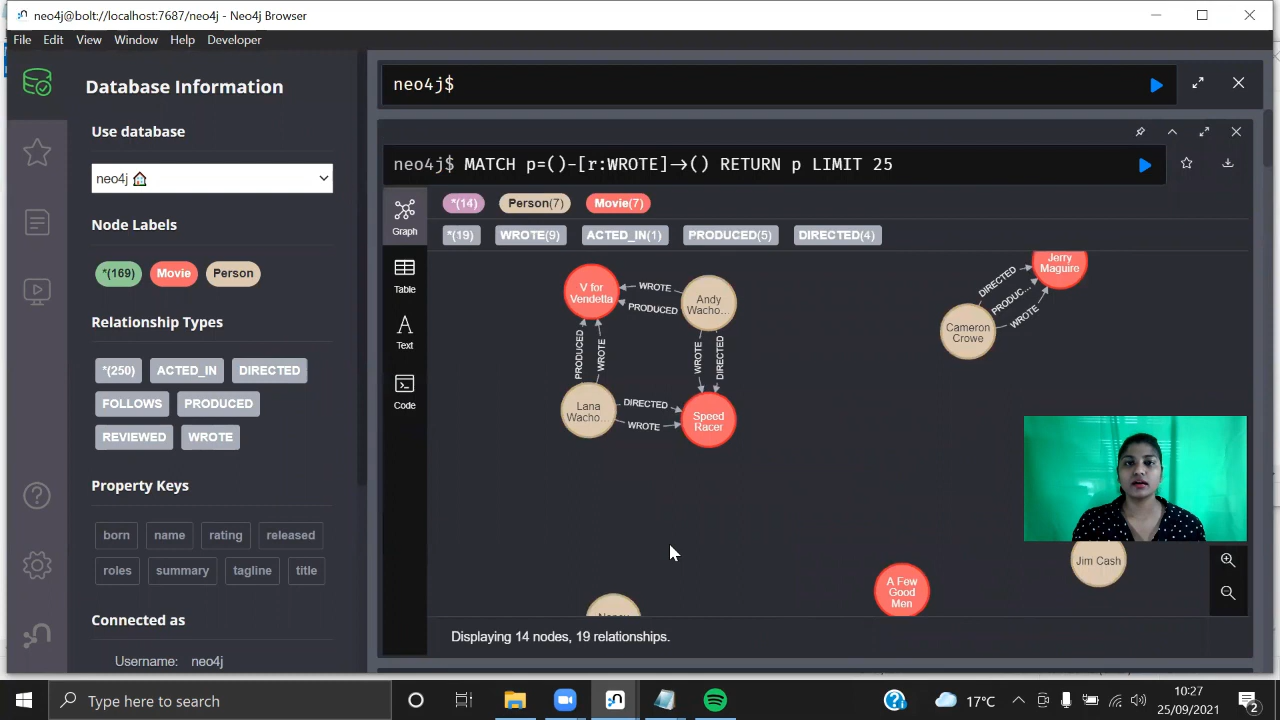 neo4j@bolt://localhost:7687/neo4j - Neo4j Browser
File Edit View Window Help Developer
Database Information
Use database
neo4j
Node Labels
*(169) Movie Person
Relationship Types
*(250) ACTED_IN DIRECTED
FOLLOWS PRODUCED
REVIEWED WROTE
Property Keys
born name rating released
roles summary tagline title
Connected as
Username: neo4j
neo4j$
neo4j$ MATCH p=()-[r:WROTE]->() RETURN p LIMIT 25
Graph
Table
Text
Code
*(14) Person(7) Movie(7)
*(19) WROTE(9) ACTED_IN(1) PRODUCED(5) DIRECTED(4)
V for
Vendetta
WROTE
PRODUCED
Andy
Wacho...
PRODUCED
WROTE
WROTE
DIRECTED
Lana
Wacho...
DIRECTED
WROTE
Speed
Racer
Jerry
Maguire
DIRECTED
PRODUC...
WROTE
Cameron
Crowe
Jim Cash
A Few
Good
Men
Displaying 14 nodes, 19 relationships.
Type here to search
17°C
10:27
25/09/2021
2